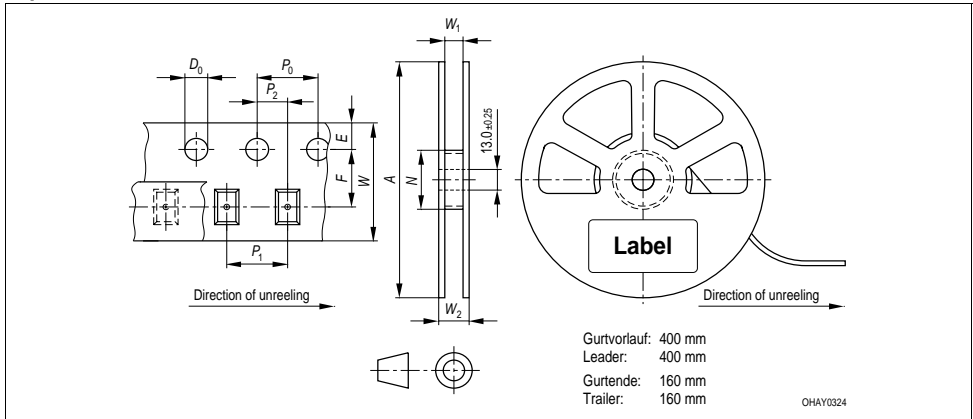 W1
D0
P0
P2
13.0 ±0.25
E
F
W
A
N
Label
P1
Direction of unreeling
W2
Direction of unreeling
Gurtvorlauf: 400 mm
Leader: 400 mm
Gurtende: 160 mm
Trailer: 160 mm
OHAY0324